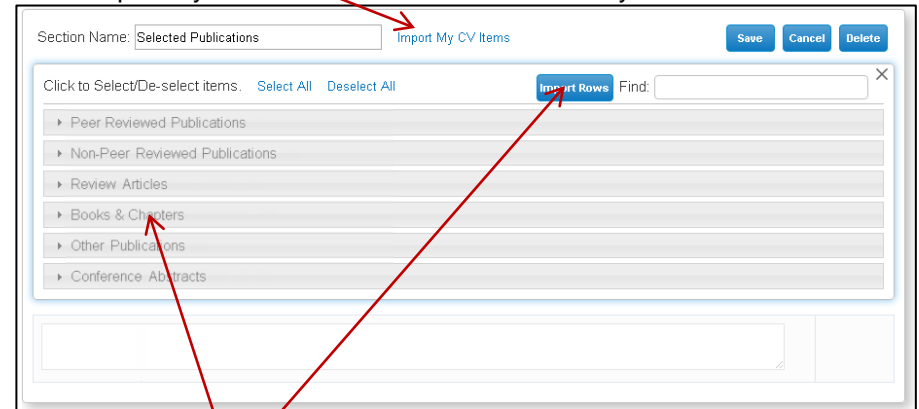 Section Name: Selected Publications Import My CV Items Save Cancel Delete
Click to Select/De-select items. Select All Deselect All Import Rows Find:
Peer Reviewed Publications
Non-Peer Reviewed Publications
Review Articles
Books & Chapters
Other Publications
Conference Abstracts